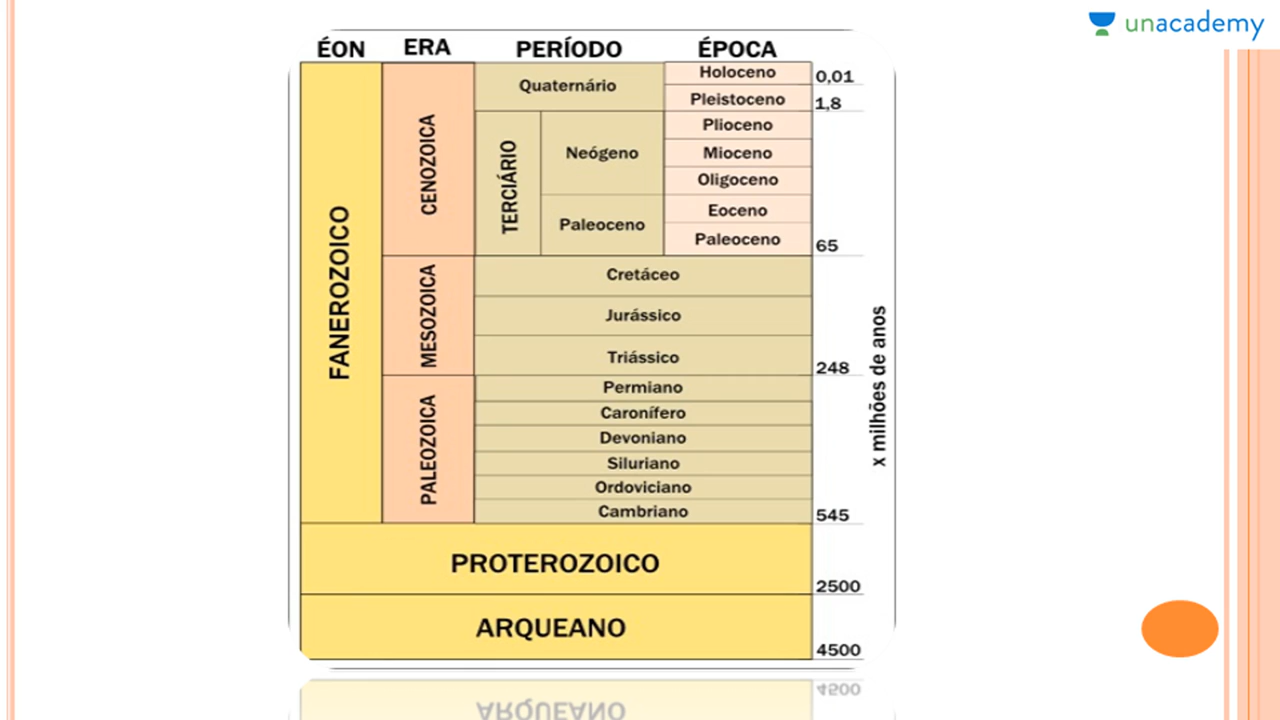 unacademy
ÉON ERA PERÍODO ÉPOCA
FANEROZOICO
CENOZOICA
Quaternário
Holoceno
0,01
Pleistoceno
1,8
TERCIÁRIO
Neógeno
Plioceno
Mioceno
Oligoceno
Paleoceno
Eoceno
Paleoceno
65
MESOZOICA
Cretáceo
Jurássico
Triássico
248
PALEOZOICA
Permiano
Caronífero
Devoniano
Siluriano
Ordoviciano
Cambriano
545
PROTEROZOICO
2500
ARQUEANO
4500
x milhões de anos
4500
ARQUEANO